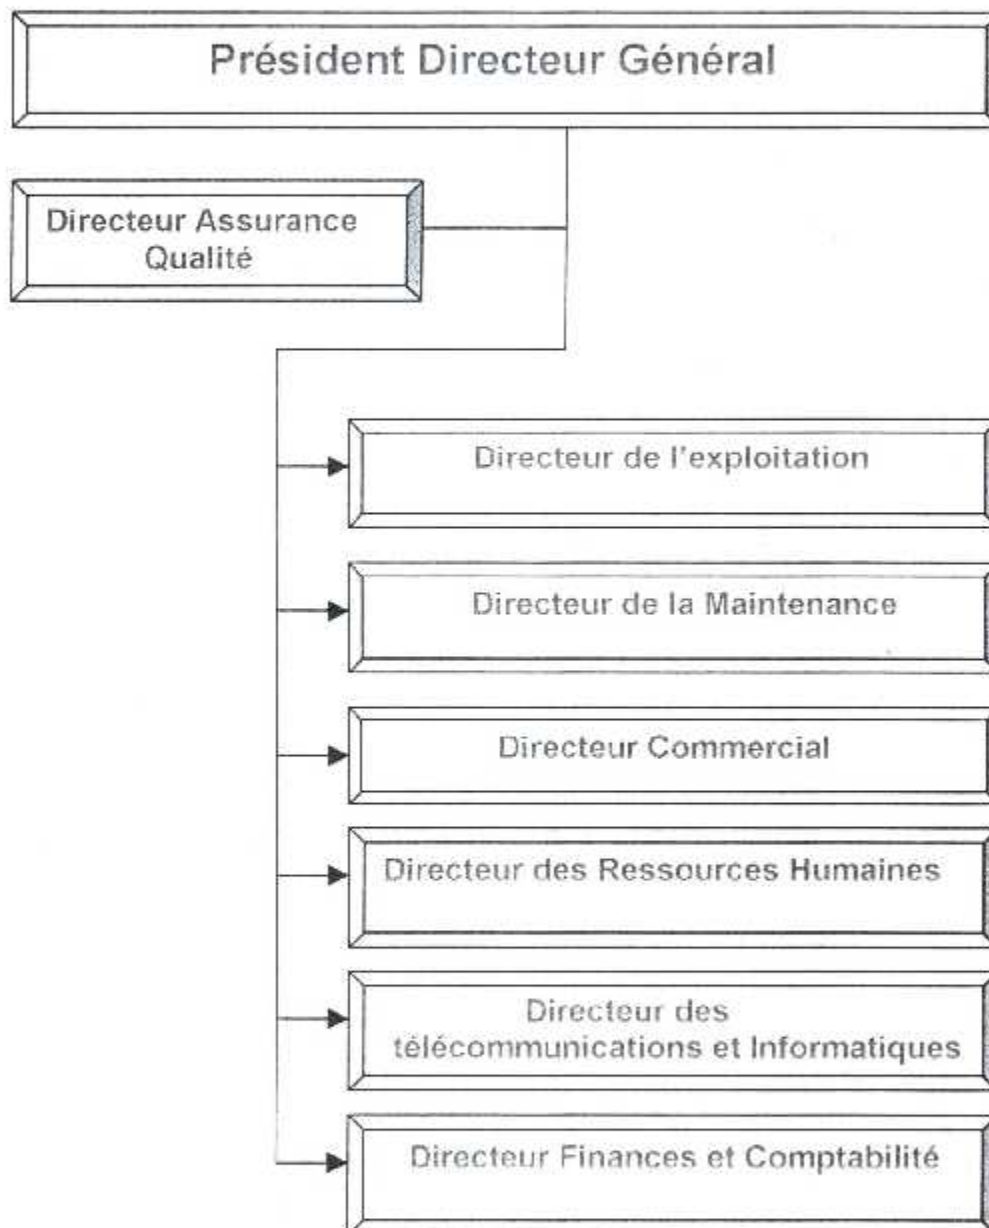 Président Directeur Général
Directeur Assurance
Qualité
Directeur de l'exploitation
Directeur de la Maintenance
Directeur Commercial
Directeur des Ressources Humaines
Directeur des
télécommunications et Informatiques
Directeur Finances et Comptabilité